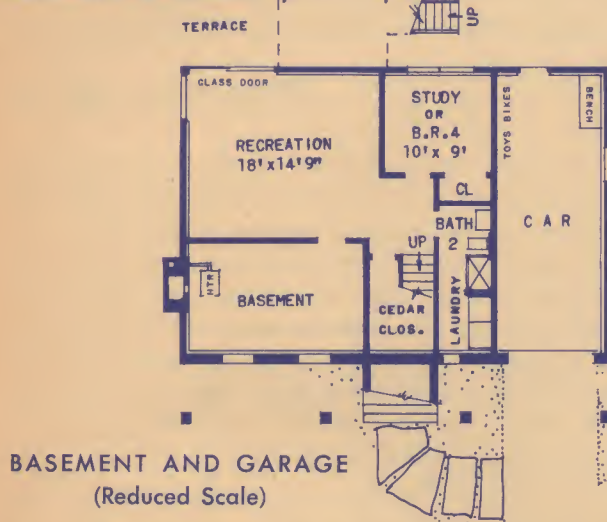 TERRACE
UP
GLASS DOOR
STUDY
OR
B.R.4
10' x 9'
TOYS BIKES
BENCH
RECREATION
18'x14'9"
CL
BATH
2
CAR
UP
HTR
BASEMENT
CEDAR
CLOS.
LAUNDRY
BASEMENT AND GARAGE
(Reduced Scale)